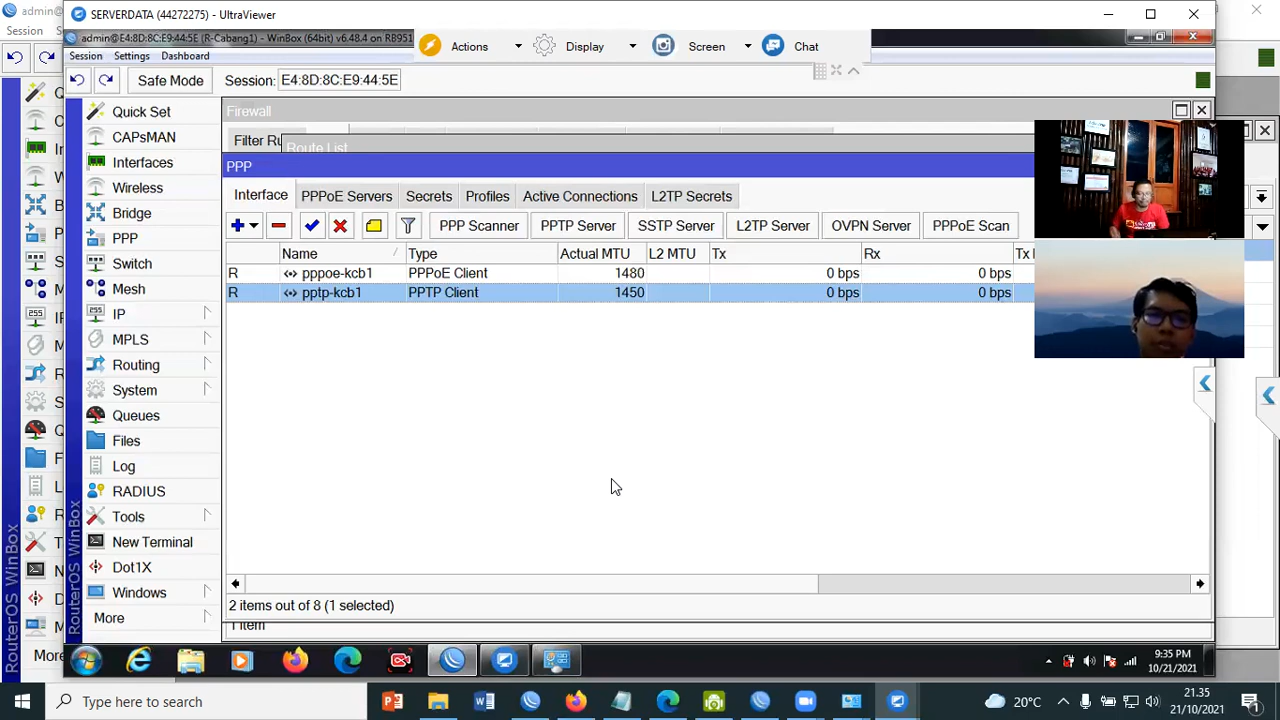 admin@
SERVERDATA (44272275) - UltraViewer
Session
admin@E4:8D:8C:E9:44:5E (R-Cabang1) - WinBox (64bit) v6.48.4 on RB951
Actions
Display
Screen
Chat
Session Settings Dashboard
Safe Mode
Session: E4:8D:8C:E9:44:5E
Quick Set
CAPsMAN
Interfaces
Wireless
Bridge
PPP
Switch
Mesh
IP
MPLS
Routing
System
Queues
Files
Log
RADIUS
Tools
New Terminal
Dot1X
Windows
More
RouterOS WinBox
RouterOS WinBox
More
Firewall
Filter Ru
Route List
PPP
Interface PPPoE Servers Secrets Profiles Active Connections L2TP Secrets
PPP Scanner PPTP Server SSTP Server L2TP Server OVPN Server PPPoE Scan
Name Type Actual MTU L2 MTU Tx Rx
R pppoe-kcb1 PPPoE Client 1480 0 bps 0 bps
R pptp-kcb1 PPTP Client 1450 0 bps 0 bps
2 items out of 8 (1 selected)
1 item
9:35 PM
10/21/2021
Type here to search
20°C
21.35
21/10/2021